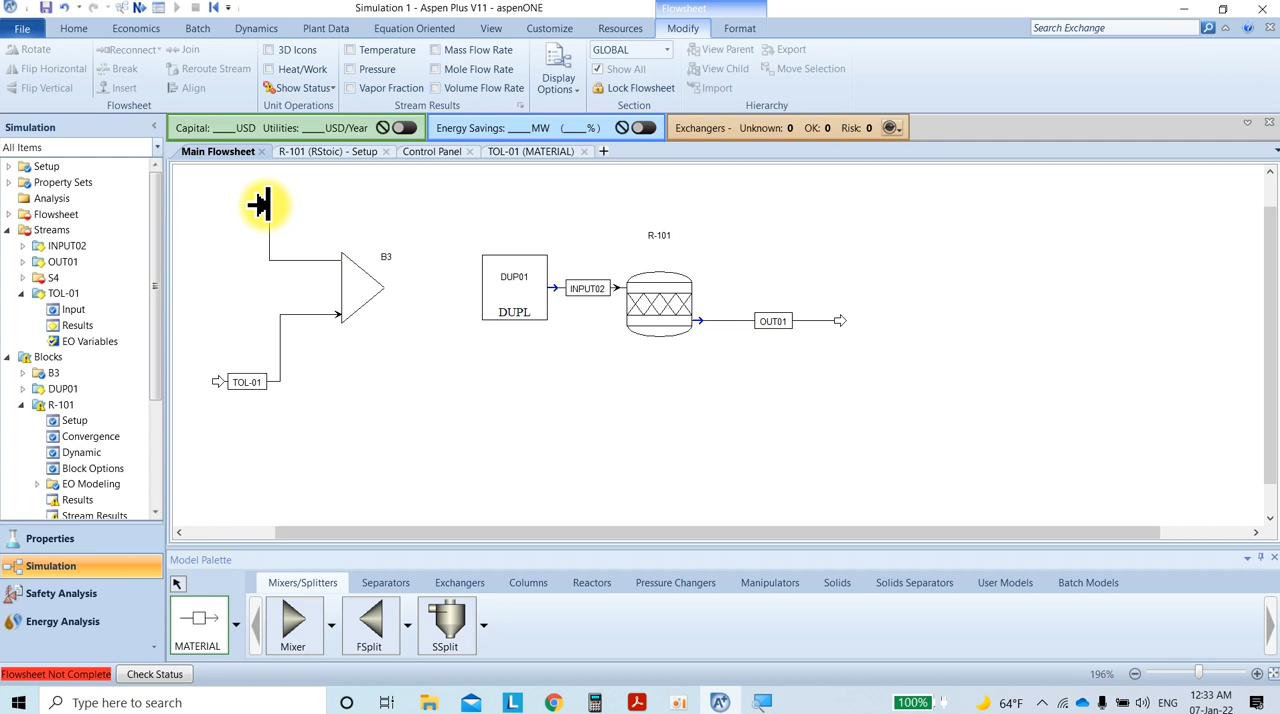 Simulation 1 - Aspen Plus V11 - aspenONE
Flowsheet
File Home Economics Batch Dynamics Plant Data Equation Oriented View Customize Resources Modify Format Search Exchange
Rotate Reconnect Join 3D Icons Temperature Mass Flow Rate GLOBAL View Parent Export
Flip Horizontal Break Reroute Stream Heat/Work Pressure Mole Flow Rate Display Options Show All View Child Move Selection
Flip Vertical Insert Align Show Status Vapor Fraction Volume Flow Rate Lock Flowsheet Import
Flowsheet Unit Operations Stream Results Section Hierarchy
Simulation
Capital: ____USD Utilities: ____USD/Year Energy Savings: ____MW (____%) Exchangers - Unknown: 0 OK: 0 Risk: 0
All Items
Main Flowsheet R-101 (RStoic) - Setup Control Panel TOL-01 (MATERIAL) +
Setup
Property Sets
Analysis
Flowsheet
Streams
INPUT02
OUT01
S4
TOL-01
Input
Results
EO Variables
Blocks
B3
DUP01
R-101
Setup
Convergence
Dynamic
Block Options
EO Modeling
Results
Stream Results
R-101
B3
DUP01
DUPL
INPUT02
OUT01
TOL-01
Properties
Simulation
Safety Analysis
Energy Analysis
Model Palette
Mixers/Splitters Separators Exchangers Columns Reactors Pressure Changers Manipulators Solids Solids Separators User Models Batch Models
MATERIAL Mixer FSplit SSplit
Flowsheet Not Complete Check Status 196%
Type here to search 100% 64°F ENG 12:33 AM
07-Jan-22